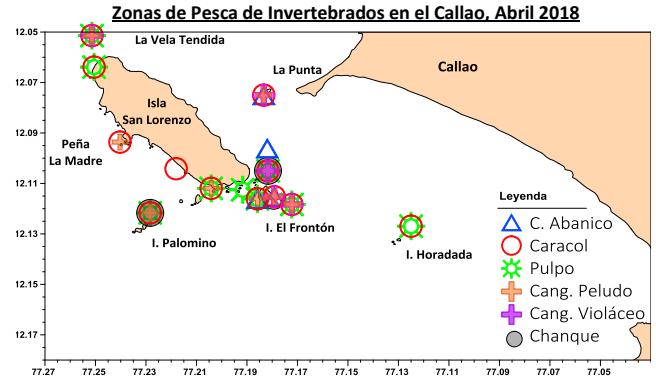 Zonas de Pesca de Invertebrados en el Callao, Abril 2018
12.05
La Vela Tendida
La Punta
Callao
12.07
Isla
San Lorenzo
12.09
Peña
La Madre
12.11
I. Palomino
I. El Frontón
I. Horadada
12.13
12.15
12.17
Leyenda
C. Abanico
Caracol
Pulpo
Cang. Peludo
Cang. Violáceo
Chanque
77.27 77.25 77.23 77.21 77.19 77.17 77.15 77.13 77.11 77.09 77.07 77.05